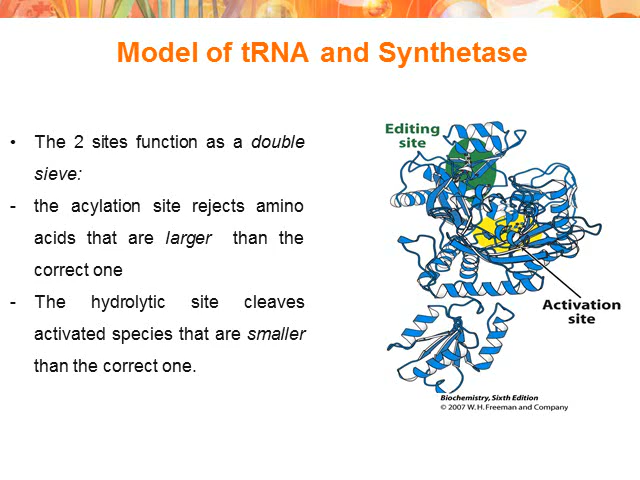 Model of tRNA and Synthetase
• The 2 sites function as a double
sieve:
- the acylation site rejects amino
acids that are larger than the
correct one
- The hydrolytic site cleaves
activated species that are smaller
than the correct one.
Editing
site
Activation
site
Biochemistry, Sixth Edition
© 2007 W.H. Freeman and Company